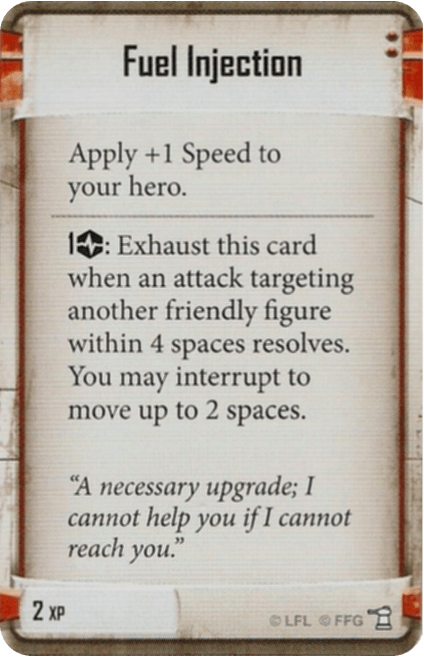 Fuel Injection
Apply +1 Speed to
your hero.
1: Exhaust this card
when an attack targeting
another friendly figure
within 4 spaces resolves.
You may interrupt to
move up to 2 spaces.
“A necessary upgrade; I
cannot help you if I cannot
reach you.”
2 XP
© LFL © FFG